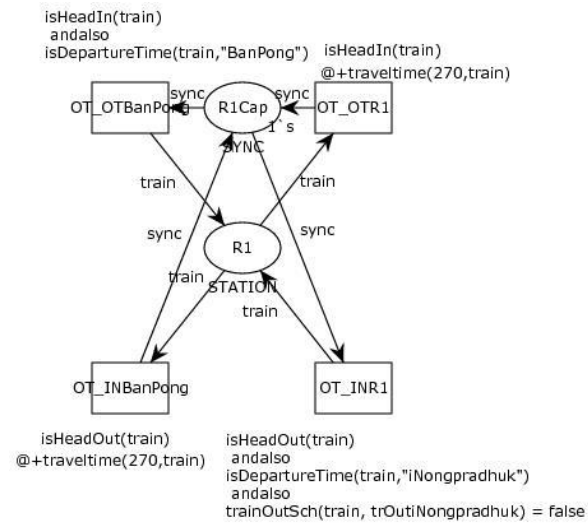 isHeadIn(train)
andalso
isDepartureTime(train,"BanPong")
isHeadIn(train)
@+traveltime(270,train)
OT_OTBanPong
sync
R1Cap
sync
OT_OTR1
1`s
SYNC
train
train
sync
sync
R1
train
STATION
train
OT_INBanPong
OT_INR1
isHeadOut(train)
@+traveltime(270,train)
isHeadOut(train)
andalso
isDepartureTime(train,"iNongpradhuk")
andalso
trainOutSch(train, trOutiNongpradhuk) = false